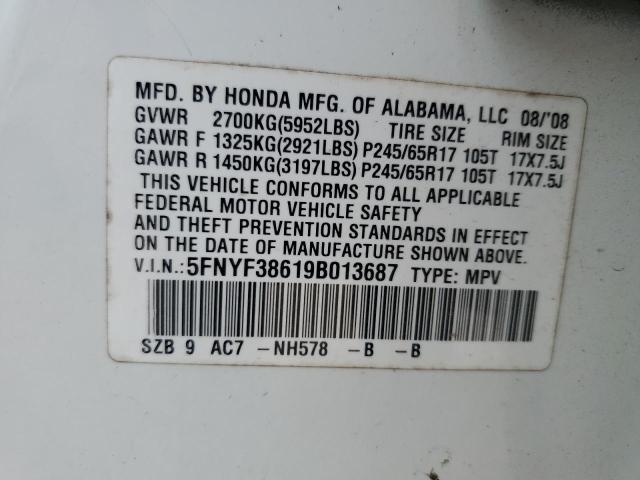 MFD. BY HONDA MFG. OF ALABAMA, LLC 08/'08
GVWR 2700KG(5952LBS) TIRE SIZE RIM SIZE
GAWR F 1325KG(2921LBS) P245/65R17 105T 17X7.5J
GAWR R 1450KG(3197LBS) P245/65R17 105T 17X7.5J
THIS VEHICLE CONFORMS TO ALL APPLICABLE
FEDERAL MOTOR VEHICLE SAFETY
AND THEFT PREVENTION STANDARDS IN EFFECT
ON THE DATE OF MANUFACTURE SHOWN ABOVE.
V.I.N.: 5FNYF38619B013687 TYPE: MPV
SZB 9 AC7 -NH578 -B -B